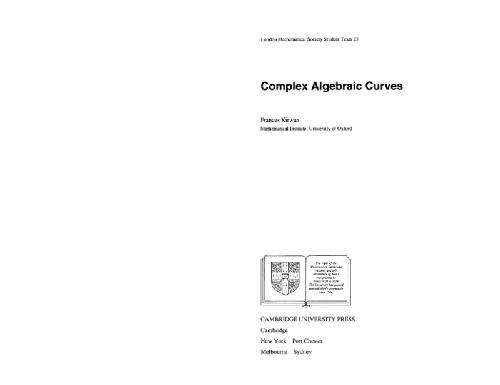 London Mathematical Society Student Texts 23
Complex Algebraic Curves
Frances Kirwan
Mathematical Institute, University of Oxford
The right of the
University of Cambridge
to print and sell
all manner of books
was granted by
Henry VIII in 1534.
The University has printed
and published continuously
since 1584.
CAMBRIDGE UNIVERSITY PRESS
Cambridge
New York Port Chester
Melbourne Sydney